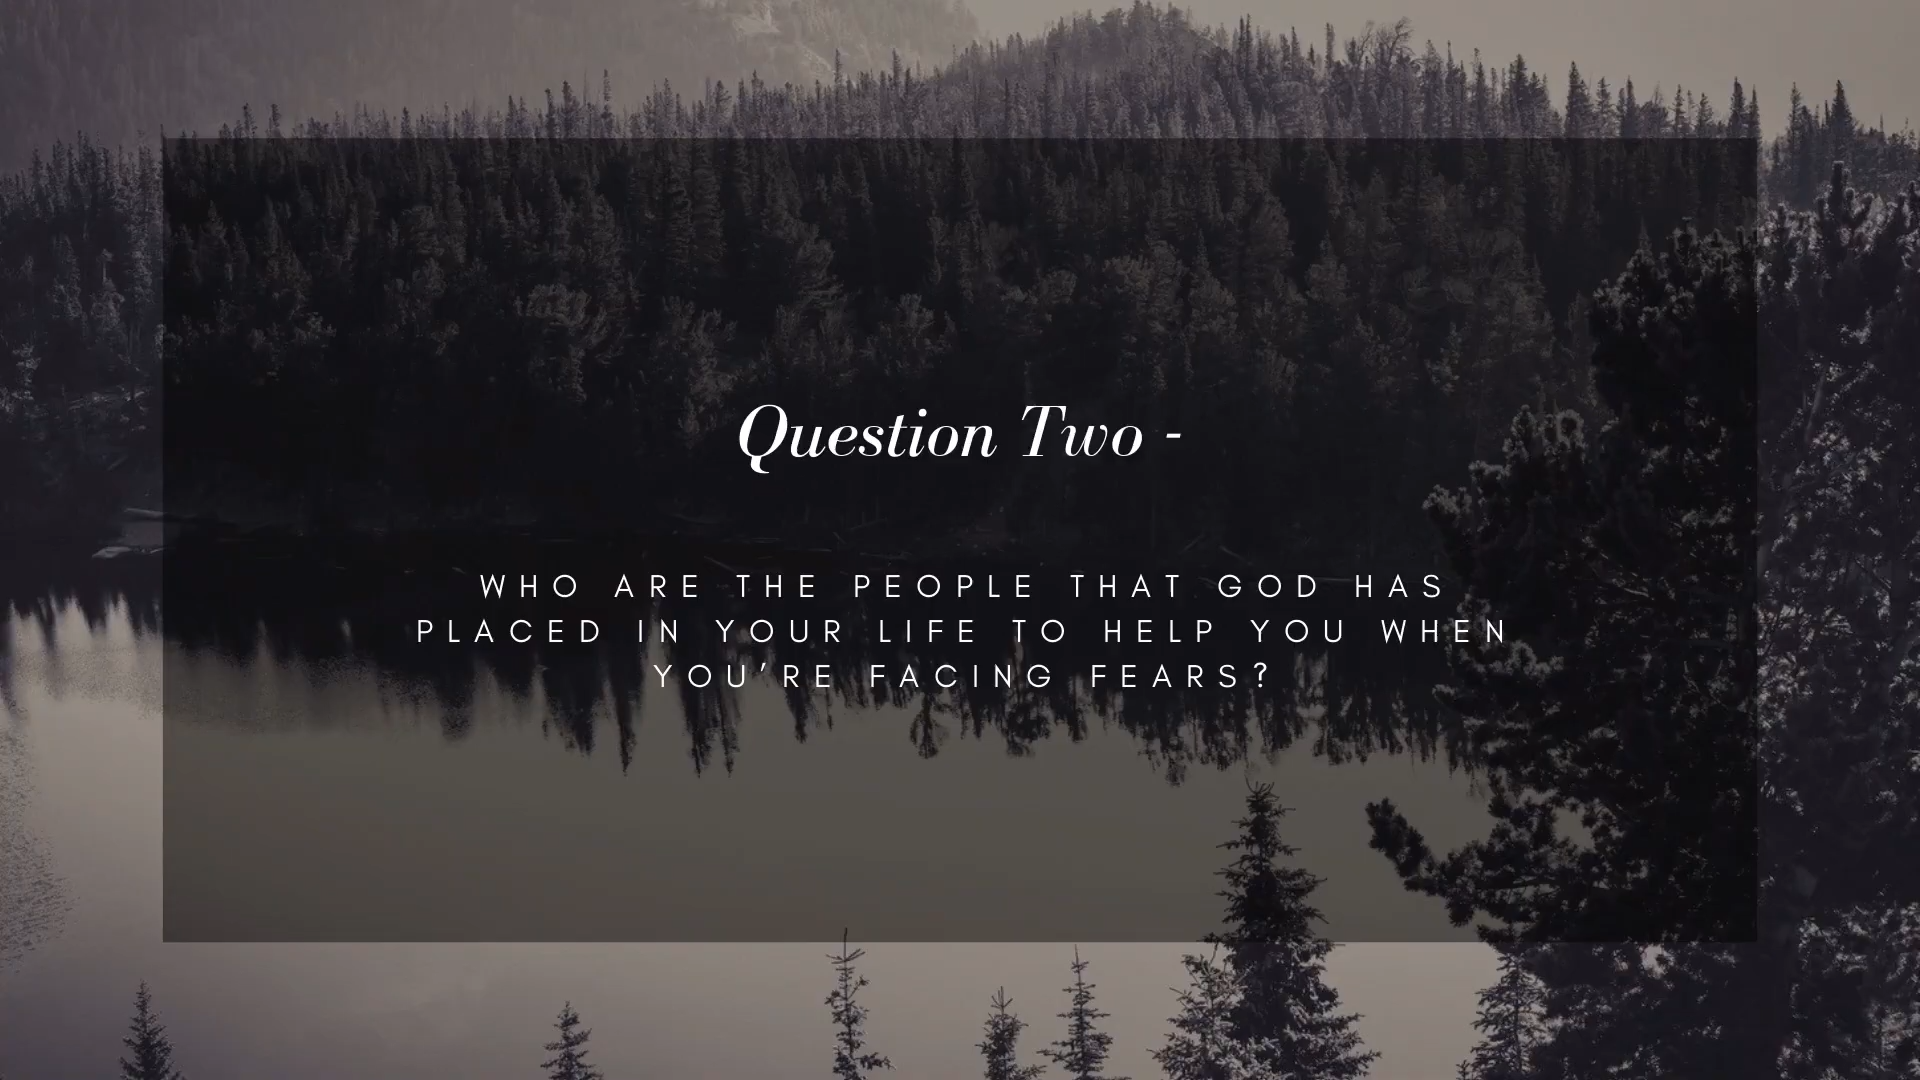 Question Two -
WHO ARE THE PEOPLE THAT GOD HAS
PLACED IN YOUR LIFE TO HELP YOU WHEN
YOU'RE FACING FEARS?